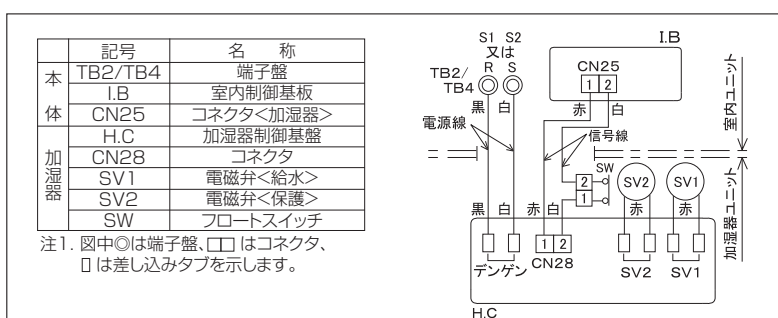 記号 名 称
本体
TB2/TB4 端子盤
I.B 室内制御基板
CN25 コネクタ<加湿器>
加湿器
H.C 加湿器制御基盤
CN28 コネクタ
SV1 電磁弁<給水>
SV2 電磁弁<保護>
SW フロートスイッチ
注1. 図中◎は端子盤、□□ はコネクタ、
▯は差し込みタブを示します。
S1 S2
又は
R S
TB2/
TB4
黒 白
電源線
I.B
CN25
1 2
赤 白
信号線
室内ユニット
加湿器ユニット
SW
2
1
SV2 SV1
黒 白 赤 白 赤 赤
1 2
デンゲン CN28 SV2 SV1
H.C